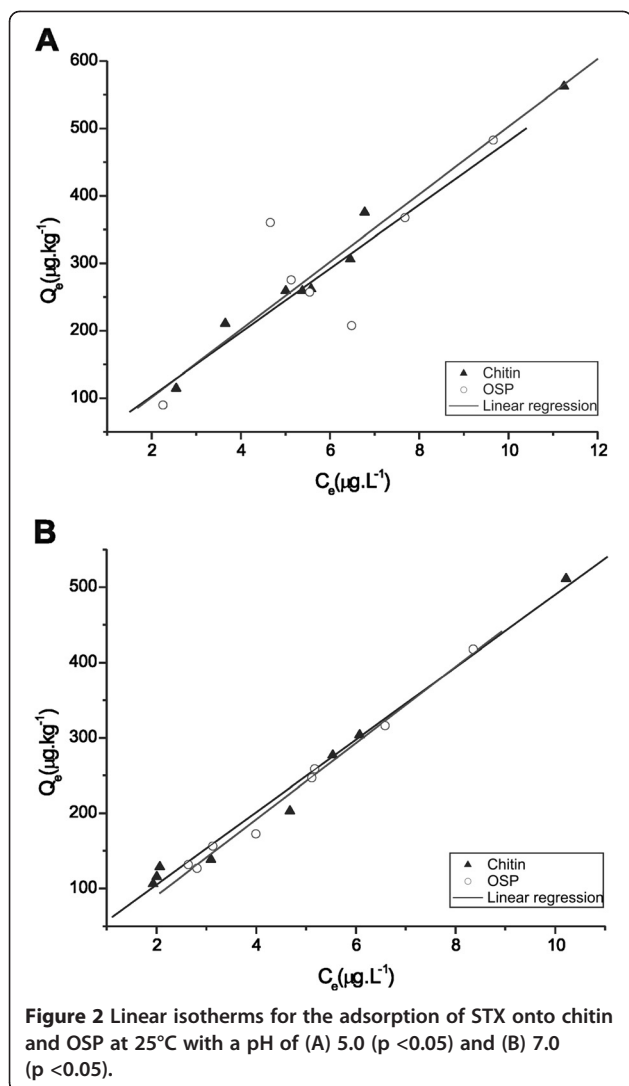 A
600
500
400
300
200
100
Qe(µg.kg-1)
Chitin
OSP
Linear regression
2 4 6 8 10 12
Ce(µg.L-1)
B
500
400
300
200
100
Qe(µg.kg-1)
Chitin
OSP
Linear regression
2 4 6 8 10
Ce(µg.L-1)
Figure 2 Linear isotherms for the adsorption of STX onto chitin
and OSP at 25°C with a pH of (A) 5.0 (p <0.05) and (B) 7.0
(p <0.05).